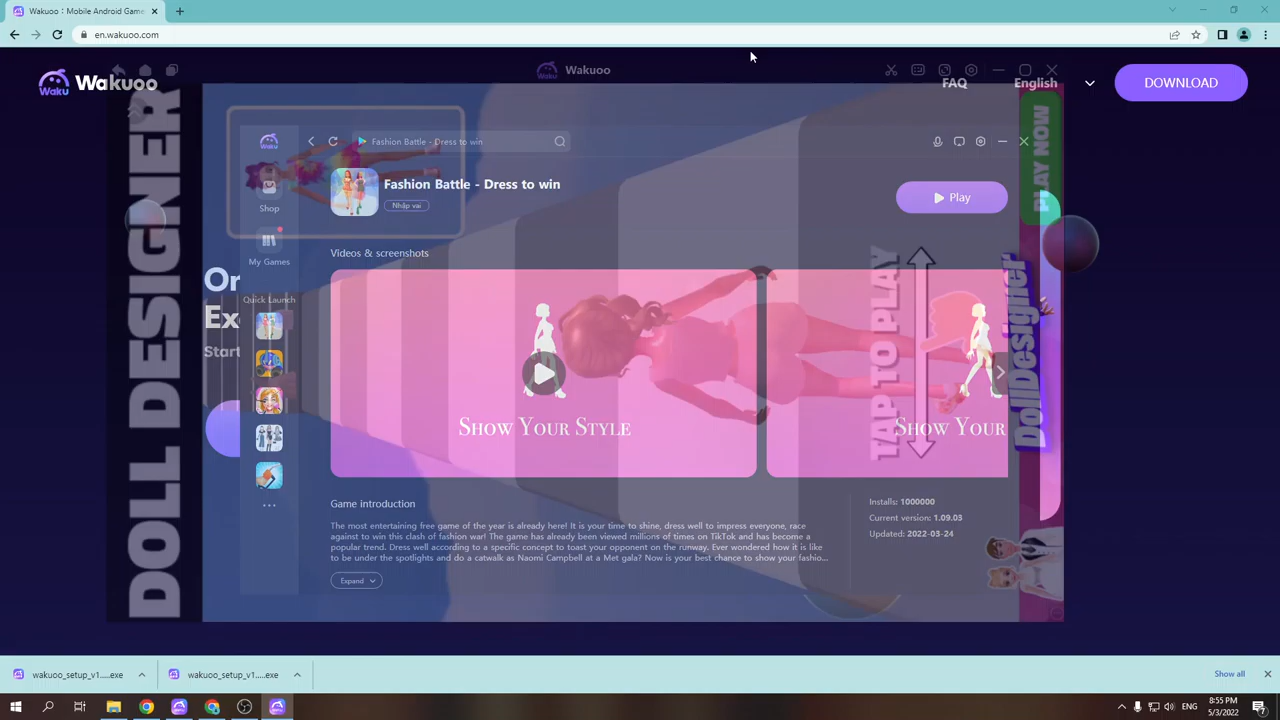 Wakuoo : Mobile Android Game
en.wakuoo.com
Wakuoo
Waku
Wakuoo
FAQ
English
DOWNLOAD
DOLL DESIGNER
PLAY NOW
Waku
Fashion Battle - Dress to win
Shop
Fashion Battle - Dress to win
Nhập vai
Play
My Games
Videos & screenshots
Or
Exc
Start
Quick Launch
TAP TO PLAY
DollDesigner
SHOW YOUR STYLE
SHOW YOUR
Game introduction
The most entertaining free game of the year is already here! It is your time to shine, dress well to impress everyone, race
against to win this clash of fashion war! The game has already been viewed millions of times on TikTok and has become a
popular trend. Dress well according to a specific concept to toast your opponent on the runway. Ever wondered how it is like
to be under the spotlights and do a catwalk as Naomi Campbell at a Met gala? Now is your best chance to show your fashio...
Expand
Installs: 1000000
Current version: 1.09.03
Updated: 2022-03-24
wakuoo_setup_v1....exe
wakuoo_setup_v1....exe
Show all
ENG
8:55 PM
5/3/2022